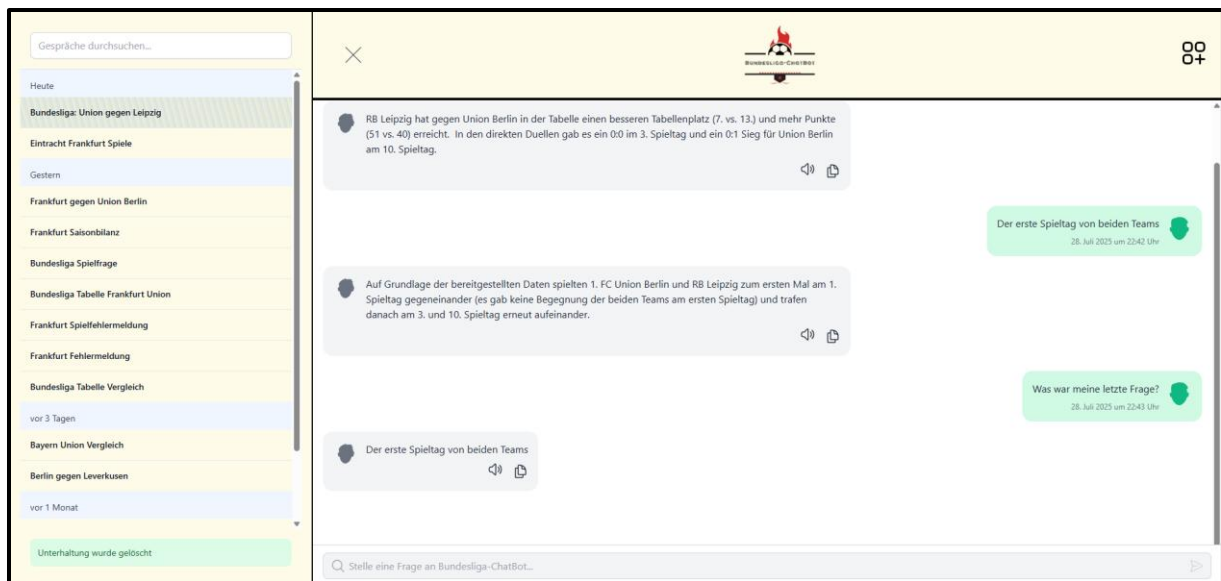 Gespräche durchsuchen...
Heute
Bundesliga: Union gegen Leipzig
Eintracht Frankfurt Spiele
Gestern
Frankfurt gegen Union Berlin
Frankfurt Saisonbilanz
Bundesliga Spielfrage
Bundesliga Tabelle Frankfurt Union
Frankfurt Spielfehlermeldung
Frankfurt Fehlermeldung
Bundesliga Tabelle Vergleich
vor 3 Tagen
Bayern Union Vergleich
Berlin gegen Leverkusen
vor 1 Monat
Unterhaltung wurde gelöscht
BUNDESLIGA-CHATBOT
RB Leipzig hat gegen Union Berlin in der Tabelle einen besseren Tabellenplatz (7. vs. 13.) und mehr Punkte
(51 vs. 40) erreicht. In den direkten Duellen gab es ein 0:0 im 3. Spieltag und ein 0:1 Sieg für Union Berlin
am 10. Spieltag.
Der erste Spieltag von beiden Teams
28. Juli 2025 um 22:42 Uhr
Auf Grundlage der bereitgestellten Daten spielten 1. FC Union Berlin und RB Leipzig zum ersten Mal am 1.
Spieltag gegeneinander (es gab keine Begegnung der beiden Teams am ersten Spieltag) und trafen
danach am 3. und 10. Spieltag erneut aufeinander.
Was war meine letzte Frage?
28. Juli 2025 um 22:43 Uhr
Der erste Spieltag von beiden Teams
Stelle eine Frage an Bundesliga-ChatBot...